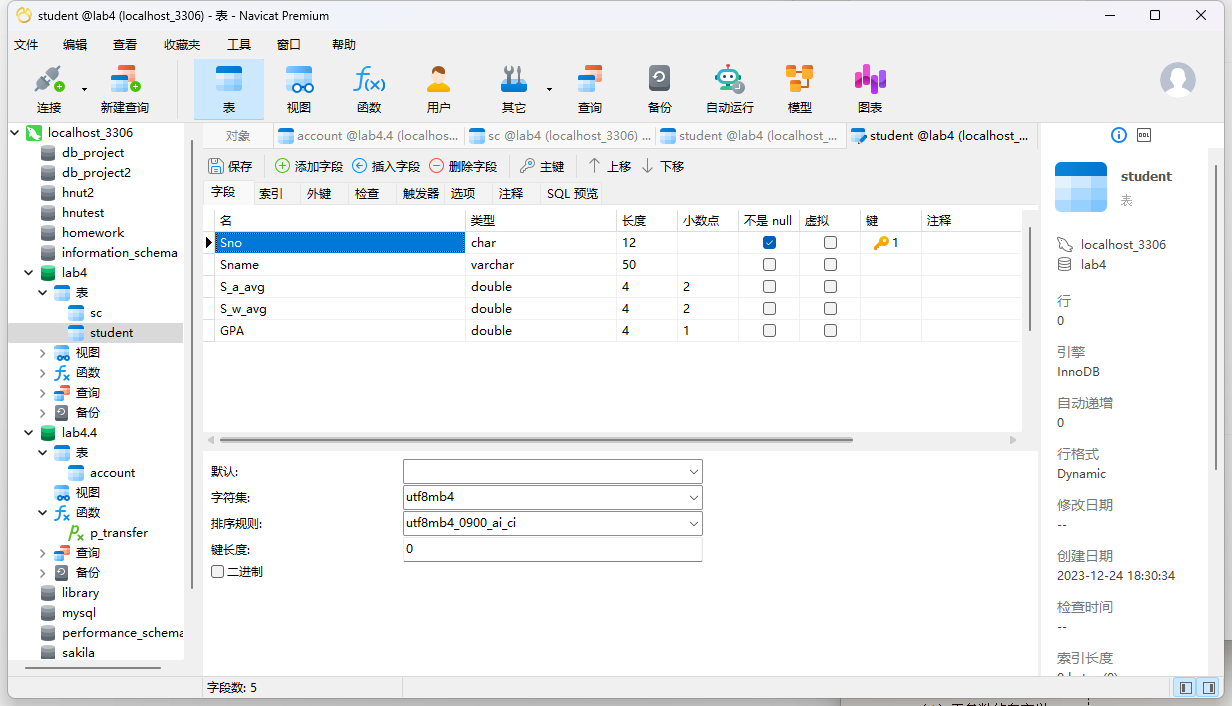 student @lab4 (localhost_3306) - 表 - Navicat Premium
文件 编辑 查看 收藏夹 工具 窗口 帮助
连接 新建查询 表 视图 函数 用户 其它 查询 备份 自动运行 模型 图表
localhost_3306
db_project
db_project2
hnut2
hnutest
homework
information_schema
lab4
表
sc
student
视图
函数
查询
备份
lab4.4
表
account
视图
函数
p_transfer
查询
备份
library
mysql
performance_schema
sakila
对象 account @lab4.4 (localhos... sc @lab4 (localhost_3306) ... student @lab4 (localhost_... student @lab4 (localhost_...
保存 添加字段 插入字段 删除字段 主键 上移 下移
字段 索引 外键 检查 触发器 选项 注释 SQL 预览
名 类型 长度 小数点 不是 null 虚拟 键 注释
Sno char 12 1
Sname varchar 50
S_a_avg double 4 2
S_w_avg double 4 2
GPA double 4 1
默认:
字符集: utf8mb4
排序规则: utf8mb4_0900_ai_ci
键长度: 0
二进制
字段数: 5
DDL
student
表
localhost_3306
lab4
行
0
引擎
InnoDB
自动递增
0
行格式
Dynamic
修改日期
--
创建日期
2023-12-24 18:30:34
检查时间
--
索引长度